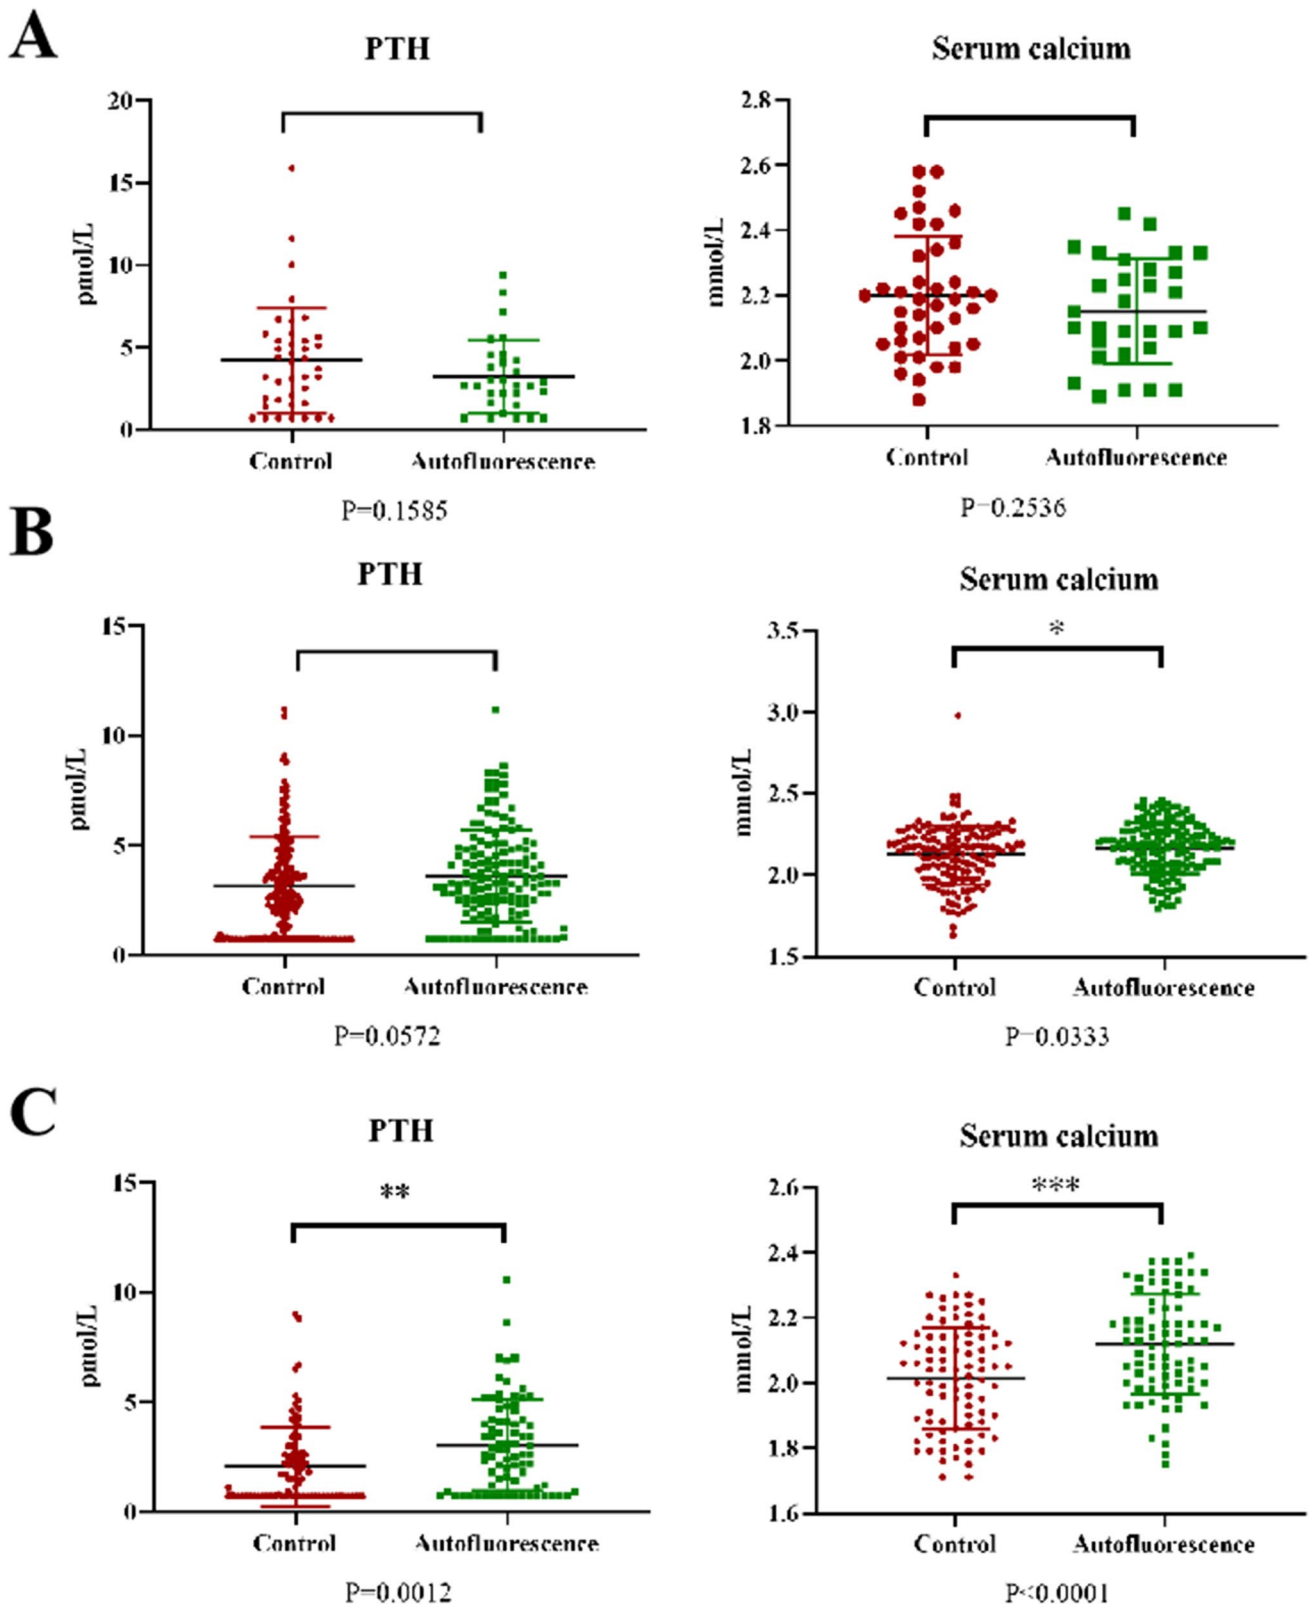 A
PTH
20
15
10
5
0
pmol/L
Control
Autofluorescence
P=0.1585
Serum calcium
2.8
2.6
2.4
2.2
2.0
1.8
mmol/L
Control
Autofluorescence
P=0.2536
B
PTH
15
10
5
0
pmol/L
Control
Autofluorescence
P=0.0572
Serum calcium
*
3.5
3.0
2.5
2.0
1.5
mmol/L
Control
Autofluorescence
P=0.0333
C
PTH
**
15
10
5
0
pmol/L
Control
Autofluorescence
P=0.0012
Serum calcium
***
2.6
2.4
2.2
2.0
1.8
1.6
mmol/L
Control
Autofluorescence
P<0.0001